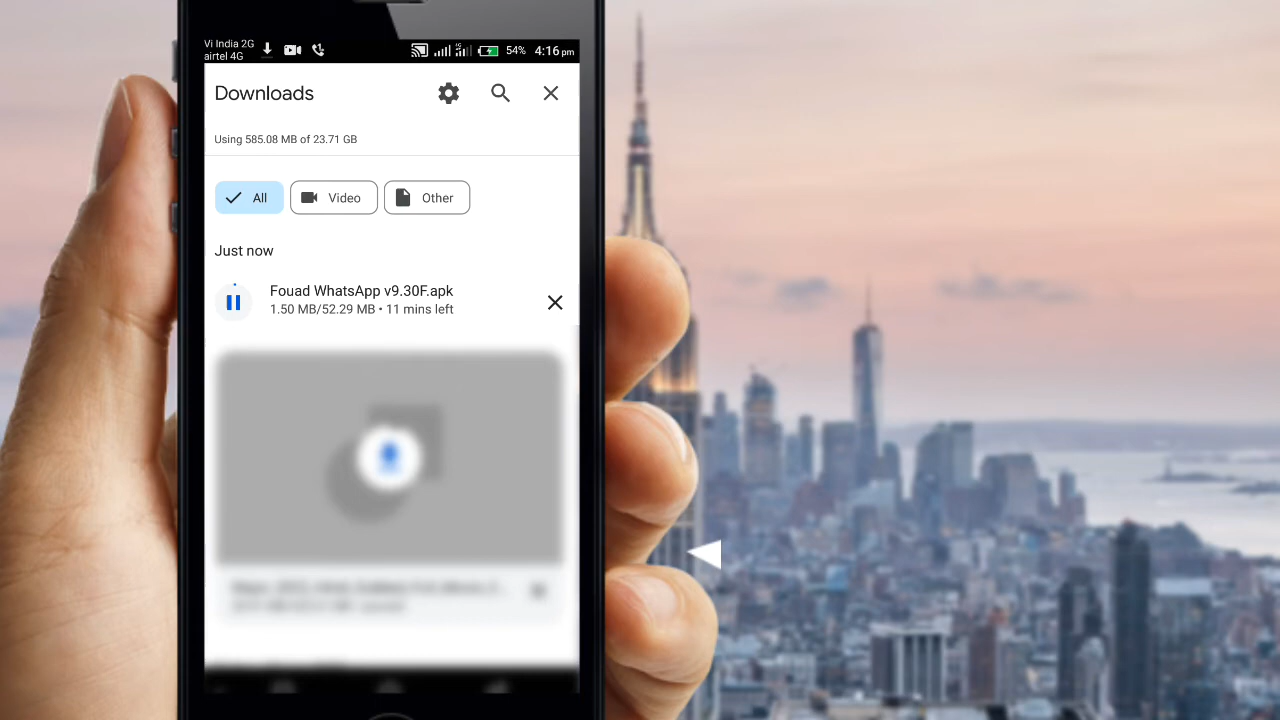 Vi India 2G
airtel 4G
54% 4:16 pm
Downloads
Using 585.08 MB of 23.71 GB
All Video Other
Just now
Fouad WhatsApp v9.30F.apk
1.50 MB/52.29 MB • 11 mins left